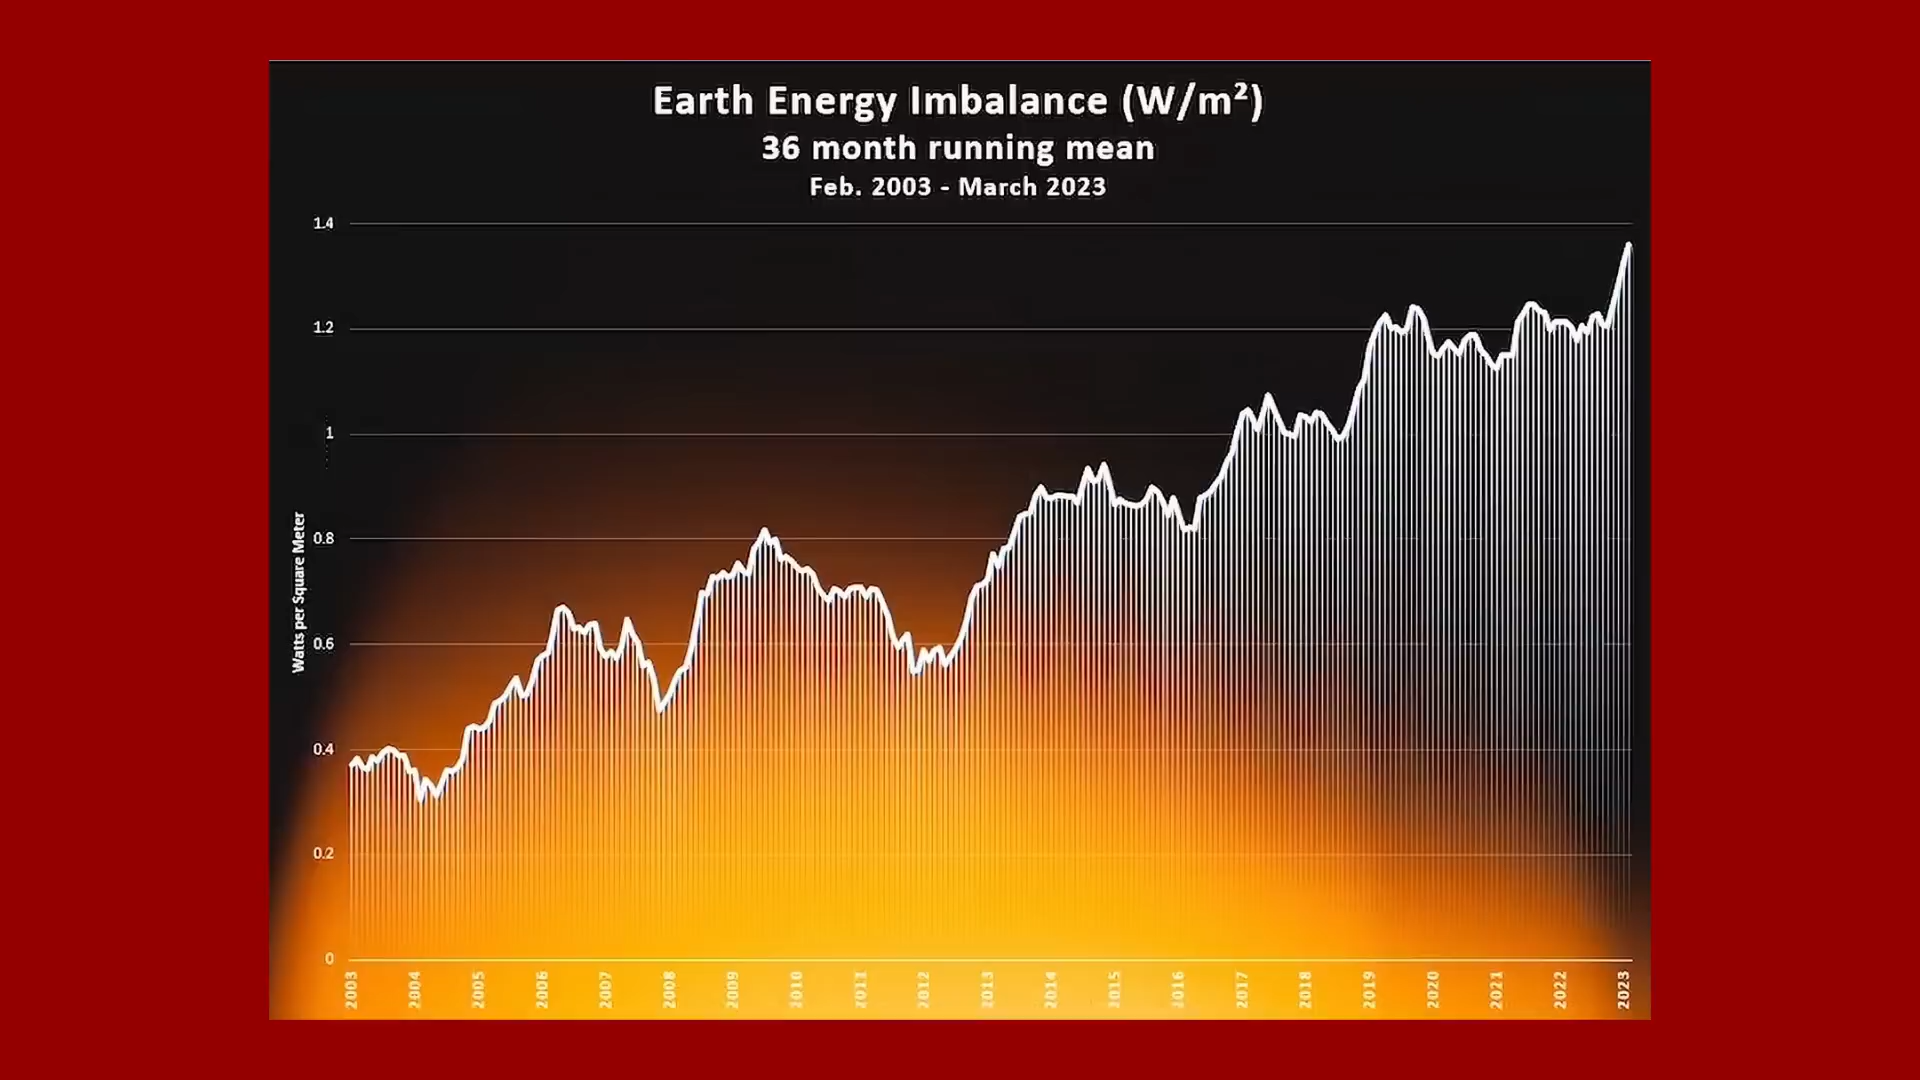 Earth Energy Imbalance (W/m²)
36 month running mean
Feb. 2003 - March 2023
1.4
1.2
1
0.8
0.6
0.4
0.2
0
Watts per Square Meter
2003 2004 2005 2006 2007 2008 2009 2010 2011 2012 2013 2014 2015 2016 2017 2018 2019 2020 2021 2022 2023